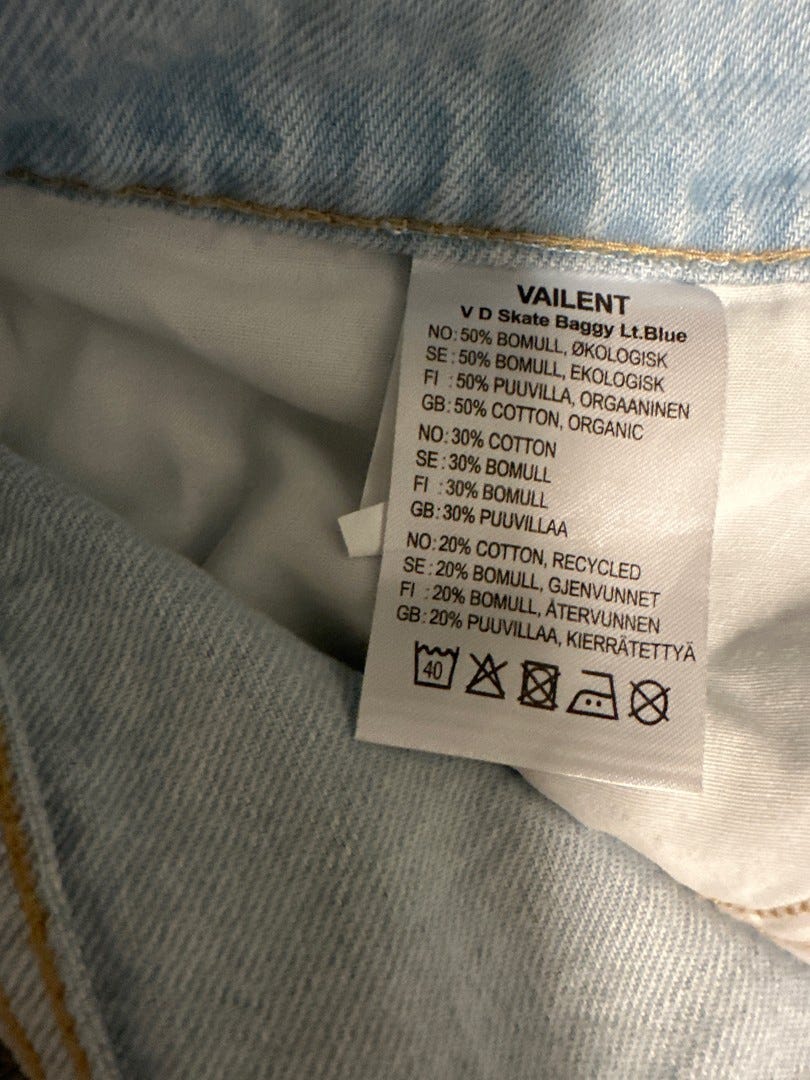 VAILENT
V D Skate Baggy Lt.Blue
NO: 50% BOMULL, ØKOLOGISK
SE : 50% BOMULL, EKOLOGISK
FI : 50% PUUVILLA, ORGAANINEN
GB: 50% COTTON, ORGANIC
NO: 30% COTTON
SE : 30% BOMULL
FI : 30% BOMULL
GB: 30% PUUVILLAA
NO: 20% COTTON, RECYCLED
SE : 20% BOMULL, GJENVUNNET
FI : 20% BOMULL, ÅTERVUNNEN
GB: 20% PUUVILLAA, KIERRÄTETTYÄ
40